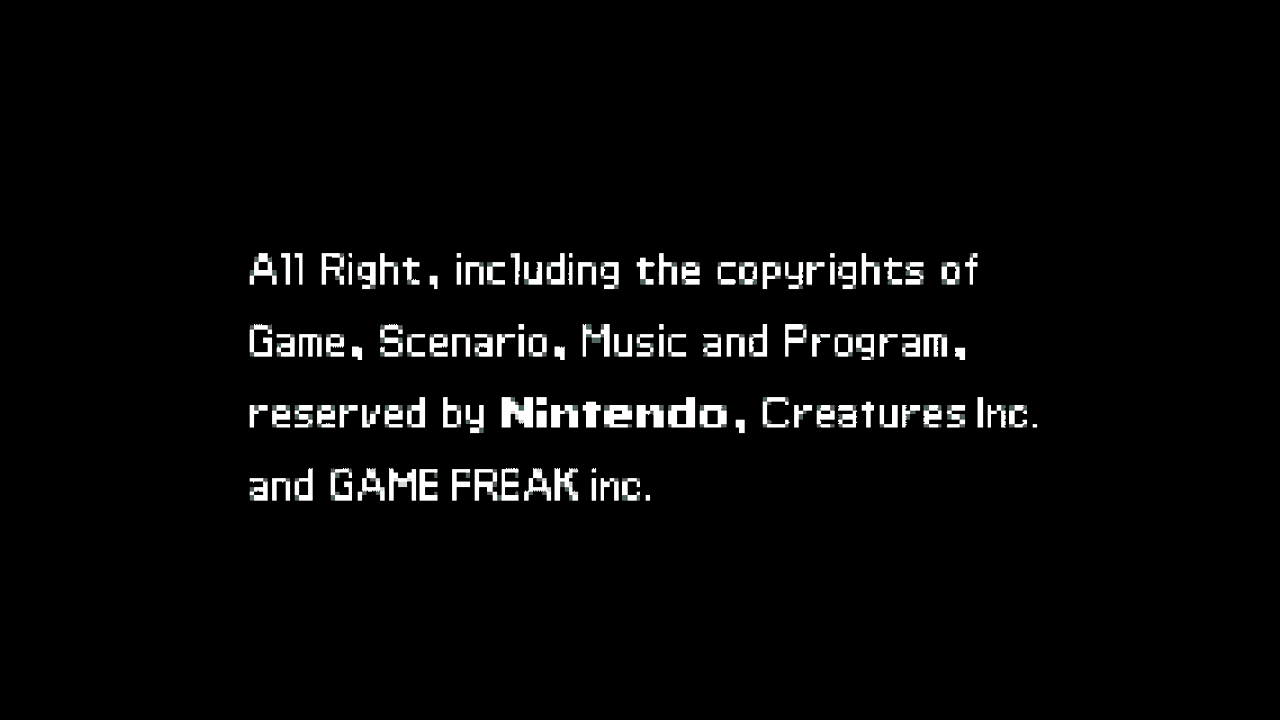 All Right, including the copyrights of
Game, Scenario, Music and Program,
reserved by Nintendo, Creatures Inc.
and GAME FREAK inc.